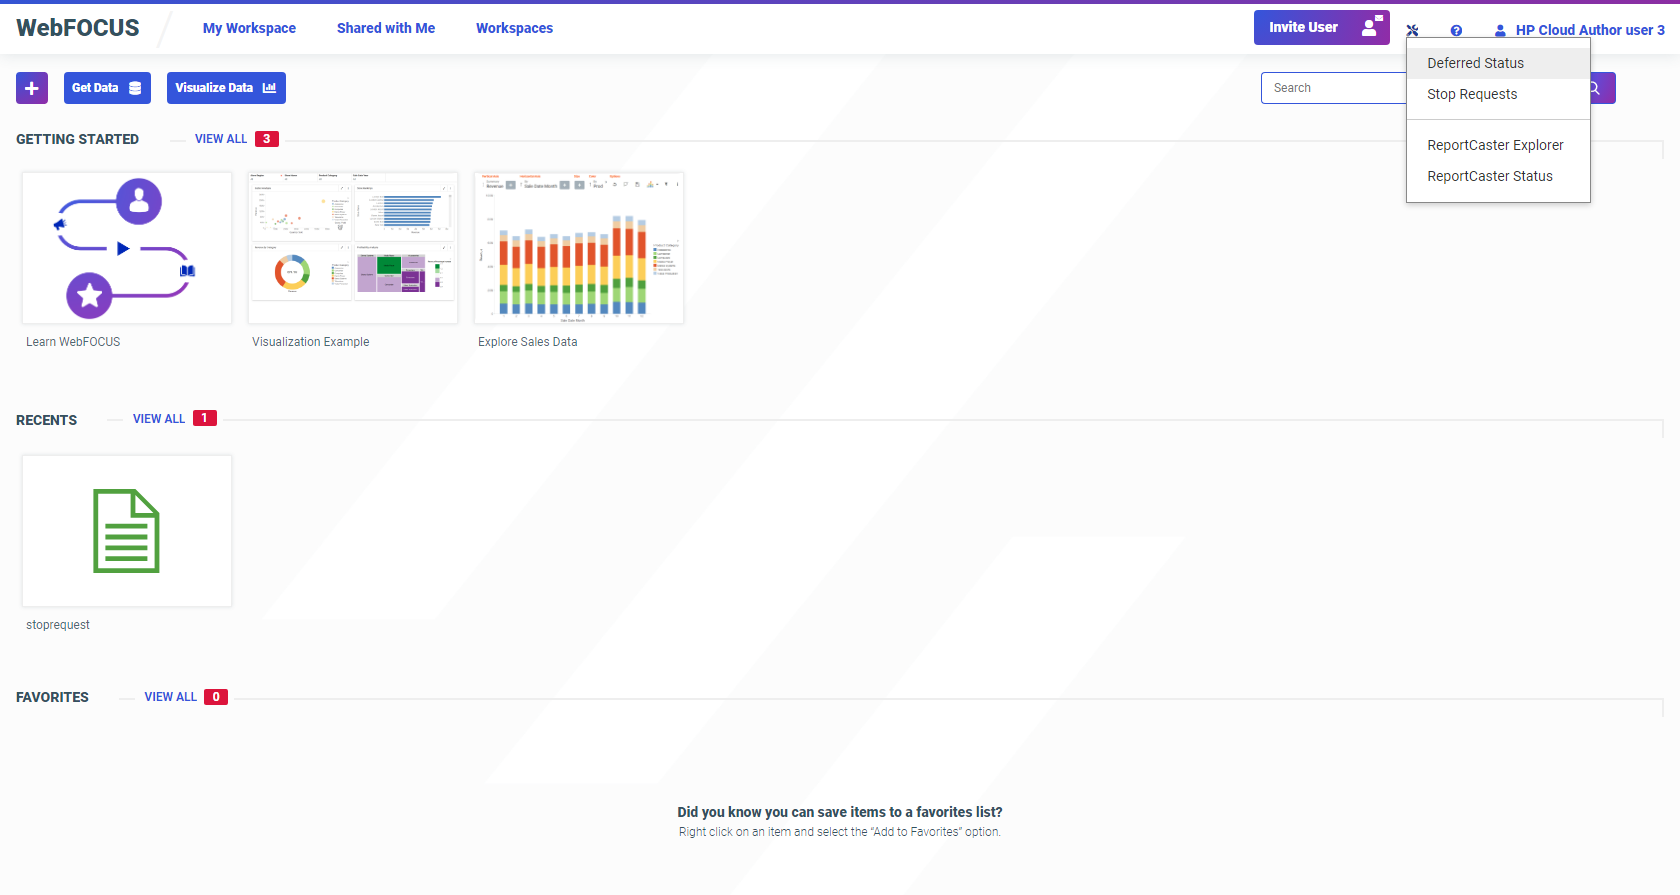 WebFOCUS
My Workspace
Shared with Me
Workspaces
Invite User
HP Cloud Author user 3
Deferred Status
Stop Requests
ReportCaster Explorer
ReportCaster Status
Get Data
Visualize Data
Search
GETTING STARTED
VIEW ALL 3
Learn WebFOCUS
Visualization Example
Explore Sales Data
RECENTS
VIEW ALL 1
stoprequest
FAVORITES
VIEW ALL 0
Did you know you can save items to a favorites list?
Right click on an item and select the “Add to Favorites” option.